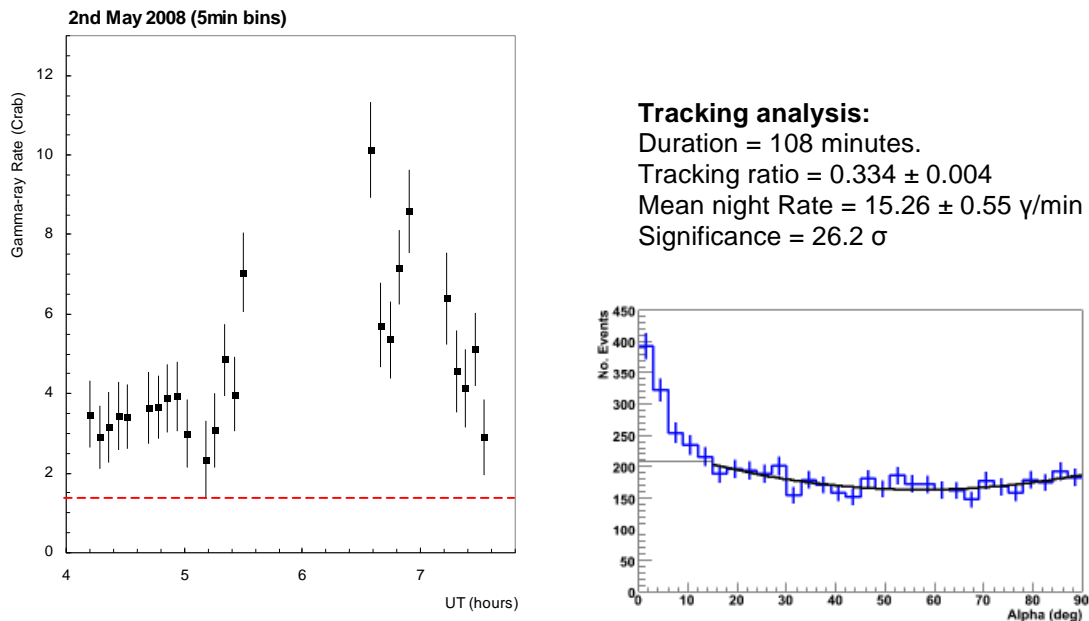 2nd May 2008 (5min bins)
Gamma-ray Rate (Crab)
12
10
8
6
4
2
0
4
5
6
7
UT (hours)
Tracking analysis:
Duration = 108 minutes.
Tracking ratio = 0.334 ± 0.004
Mean night Rate = 15.26 ± 0.55 γ/min
Significance = 26.2 σ
No. Events
450
400
350
300
250
200
150
100
50
0
0 10 20 30 40 50 60 70 80 90
Alpha (deg)